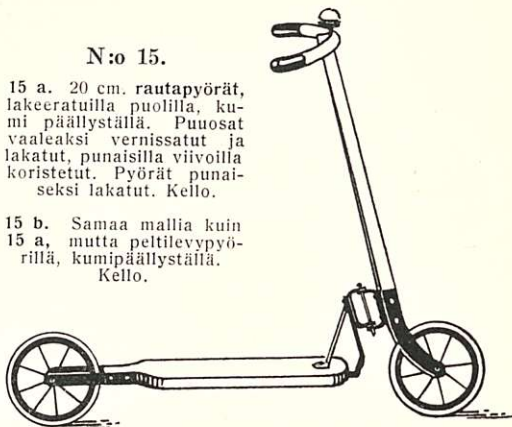 N:o 15.
15 a. 20 cm. rautapyörät,
lakeeratuilla puolilla, ku-
mi päällyställä. Puuosat
vaaleaksi vernissatut ja
lakatut, punaisilla viivoilla
koristetut. Pyörät punai-
seksi lakatut. Kello.
15 b. Samaa mallia kuin
15 a, mutta peltilevypyö-
rillä, kumipäällyställä.
Kello.